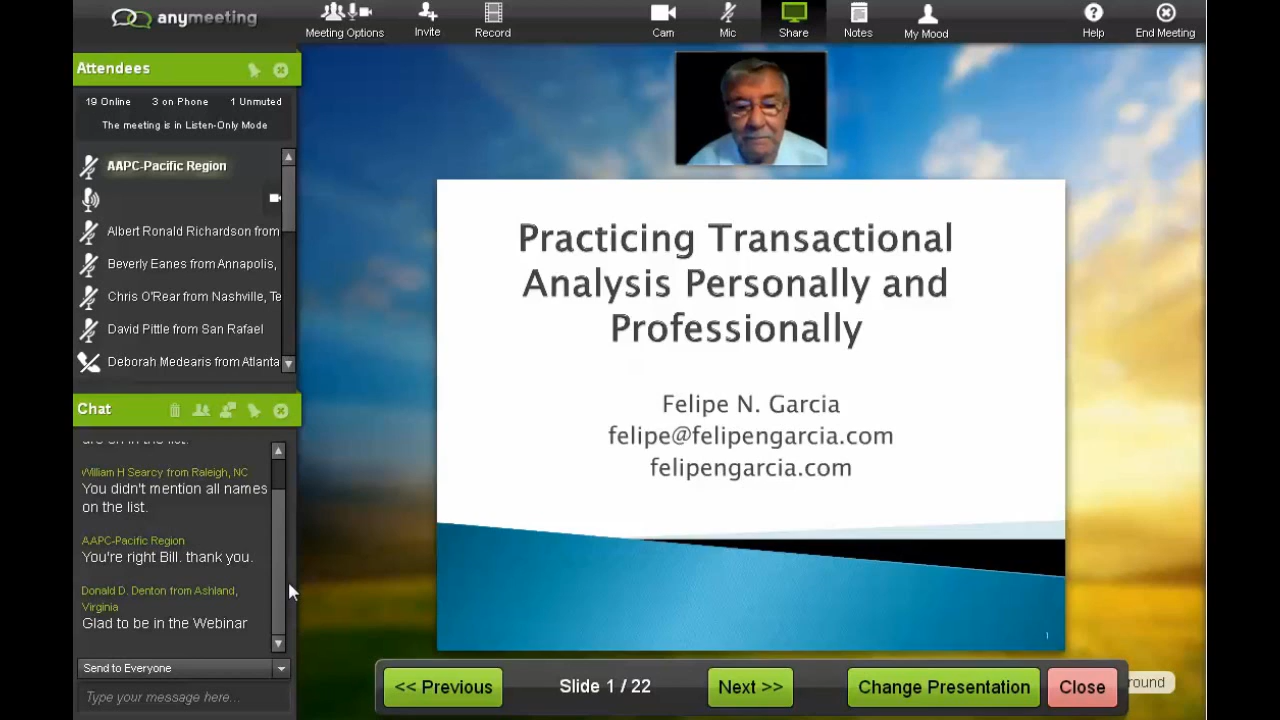 anymeeting
Meeting Options
Invite
Record
Cam
Mic
Share
Notes
My Mood
Help
End Meeting
Attendees
19 Online 3 on Phone 1 Unmuted
The meeting is in Listen-Only Mode
AAPC-Pacific Region
Albert Ronald Richardson from
Beverly Eanes from Annapolis,
Chris O'Rear from Nashville, Te
David Pittle from San Rafael
Deborah Medearis from Atlanta
Chat
are on in the list.
William H Searcy from Raleigh, NC
You didn't mention all names
on the list.
AAPC-Pacific Region
You're right Bill. thank you.
Donald D. Denton from Ashland,
Virginia
Glad to be in the Webinar
Send to Everyone
Type your message here...
Practicing Transactional
Analysis Personally and
Professionally
Felipe N. Garcia
felipe@felipengarcia.com
felipengarcia.com
1
<< Previous
Slide 1 / 22
Next >>
Change Presentation
Close
round